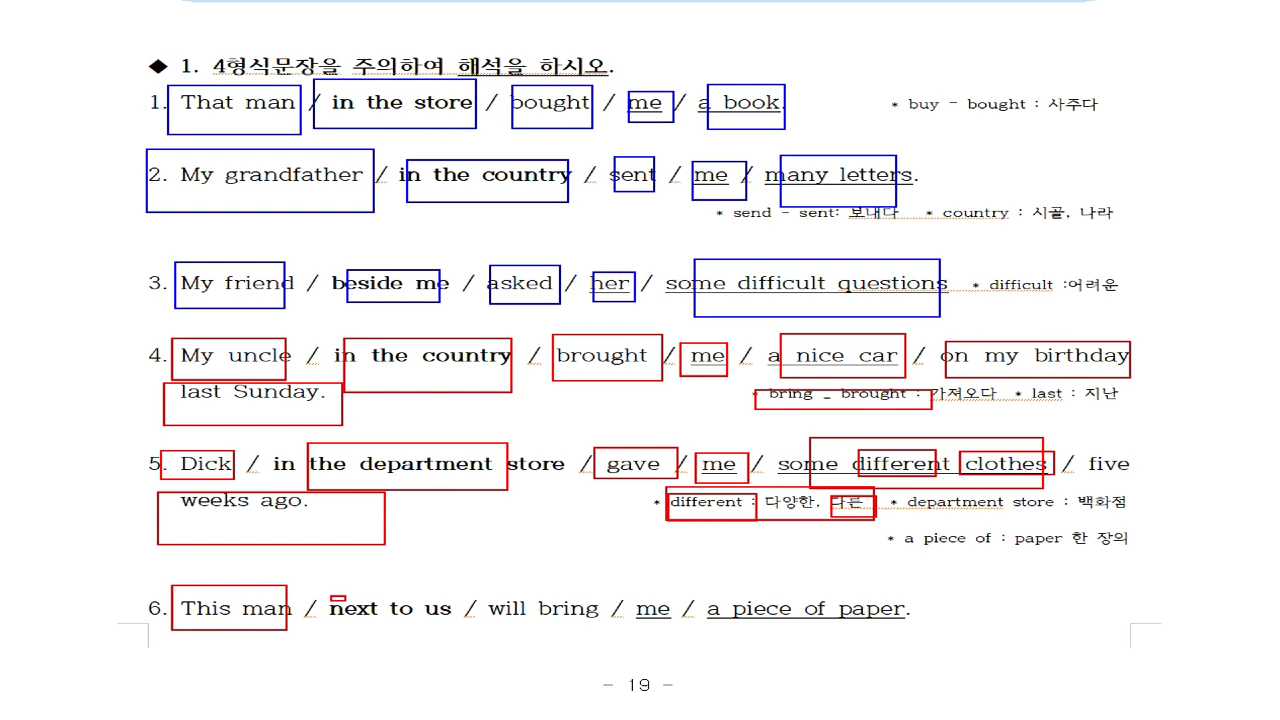 ◆ 1. 4형식문장을 주의하여 해석을 하시오.
1. That man / in the store / bought / me / a book. * buy - bought : 사주다
2. My grandfather / in the country / sent / me / many letters.
* send - sent: 보내다 * country : 시골, 나라
3. My friend / beside me / asked / her / some difficult questions * difficult :어려운
4. My uncle / in the country / brought / me / a nice car / on my birthday
last Sunday. * bring - brought : 가져오다 * last : 지난
5. Dick / in the department store / gave / me / some different clothes / five
weeks ago. * different : 다양한, 다른 * department store : 백화점
* a piece of : paper 한 장의
6. This man / next to us / will bring / me / a piece of paper.
- 19 -